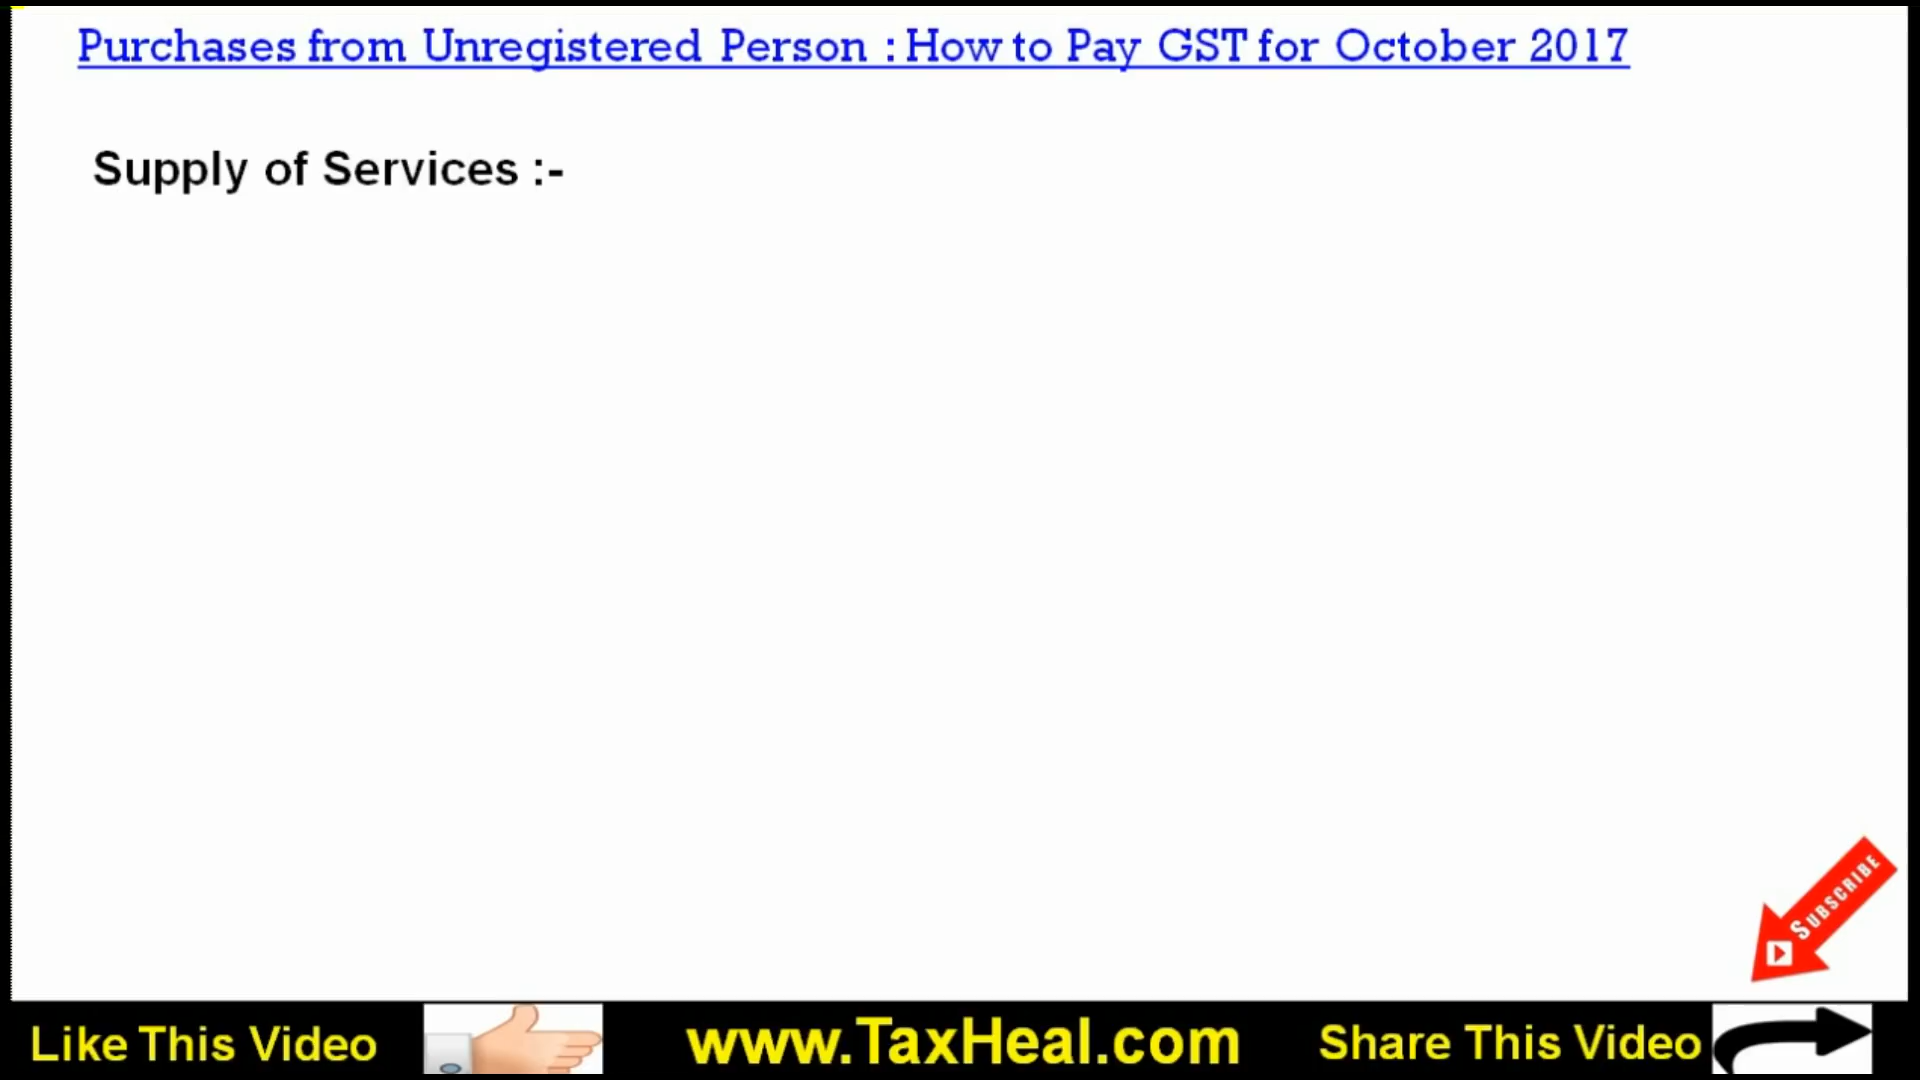 Purchases from Unregistered Person : How to Pay GST for October 2017
Supply of Services :-
SUBSCRIBE
Like This Video
www.TaxHeal.com
Share This Video